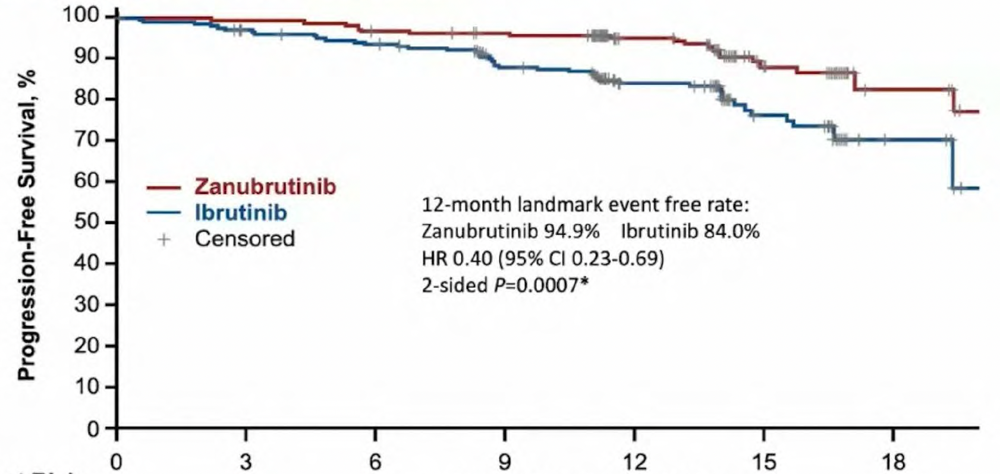 Progression-Free Survival, %
100
90
80
70
60
50
40
30
20
10
0
Zanubrutinib
Ibrutinib
Censored
12-month landmark event free rate:
Zanubrutinib 94.9% Ibrutinib 84.0%
HR 0.40 (95% CI 0.23-0.69)
2-sided P=0.0007*
0 3 6 9 12 15 18